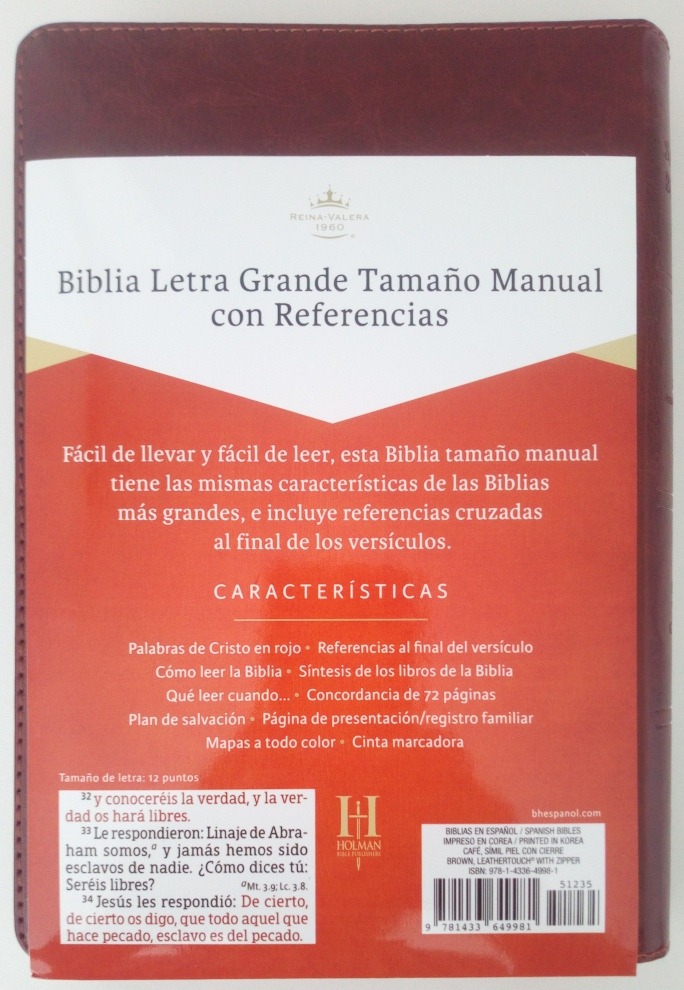 REINA-VALERA
1960
Biblia Letra Grande Tamaño Manual
con Referencias
Fácil de llevar y fácil de leer, esta Biblia tamaño manual
tiene las mismas características de las Biblias
más grandes, e incluye referencias cruzadas
al final de los versículos.
CARACTERÍSTICAS
Palabras de Cristo en rojo • Referencias al final del versículo
Cómo leer la Biblia • Síntesis de los libros de la Biblia
Qué leer cuando... • Concordancia de 72 páginas
Plan de salvación • Página de presentación/registro familiar
Mapas a todo color • Cinta marcadora
Tamaño de letra: 12 puntos
32 y conoceréis la verdad, y la ver-
dad os hará libres.
33 Le respondieron: Linaje de Abra-
ham somos,a y jamás hemos sido
esclavos de nadie. ¿Cómo dices tú:
Seréis libres? aMt. 3.9; Lc. 3.8.
34 Jesús les respondió: De cierto,
de cierto os digo, que todo aquel que
hace pecado, esclavo es del pecado.
H
HOLMAN
BIBLE PUBLISHERS
bhespanol.com
BIBLIAS EN ESPAÑOL / SPANISH BIBLES
IMPRESO EN COREA / PRINTED IN KOREA
CAFÉ, SÍMIL PIEL CON CIERRE
BROWN, LEATHERTOUCH® WITH ZIPPER
ISBN: 978-1-4336-4998-1
51235
9 781433 649981